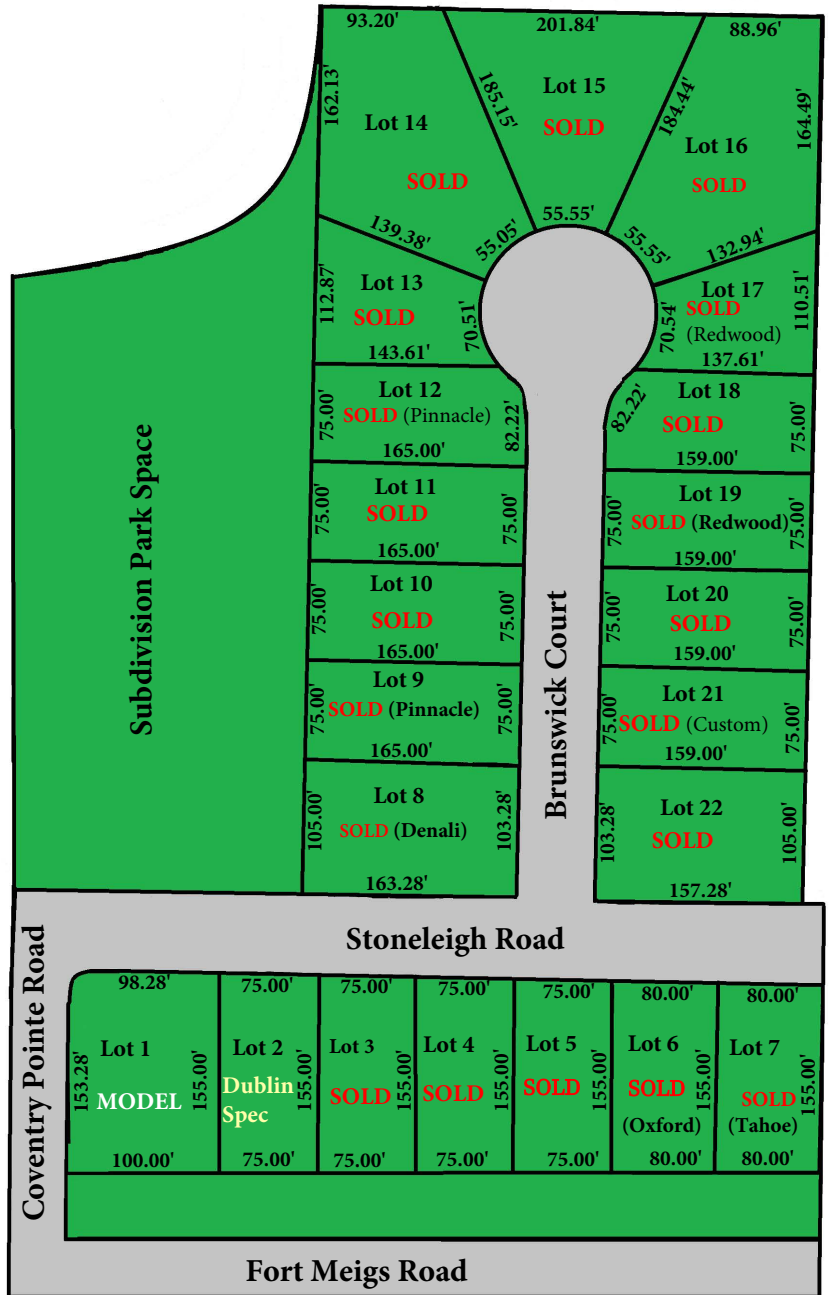 93.20'
201.84'
88.96'
162.13'
Lot 14
SOLD
185.15'
Lot 15
SOLD
184.44'
Lot 16
SOLD
164.49'
139.38'
55.05'
55.55'
55.55'
132.94'
112.87'
Lot 13
SOLD
143.61'
70.51'
70.54'
Lot 17
SOLD
(Redwood)
137.61'
110.51'
75.00'
Lot 12
SOLD (Pinnacle)
165.00'
82.22'
82.22'
Lot 18
SOLD
159.00'
75.00'
75.00'
Lot 11
SOLD
165.00'
75.00'
75.00'
Lot 19
SOLD (Redwood)
159.00'
75.00'
75.00'
Lot 10
SOLD
165.00'
75.00'
75.00'
Lot 20
SOLD
159.00'
75.00'
75.00'
Lot 9
SOLD (Pinnacle)
165.00'
75.00'
75.00'
Lot 21
SOLD (Custom)
159.00'
75.00'
105.00'
Lot 8
SOLD (Denali)
163.28'
103.28'
103.28'
Lot 22
SOLD
157.28'
105.00'
Subdivision Park Space
Brunswick Court
Stoneleigh Road
Coventry Pointe Road
98.28'
75.00'
75.00'
75.00'
75.00'
80.00'
80.00'
153.28'
Lot 1
MODEL
155.00'
100.00'
Lot 2
Dublin
Spec
155.00'
75.00'
Lot 3
SOLD
155.00'
75.00'
Lot 4
SOLD
155.00'
75.00'
Lot 5
SOLD
155.00'
75.00'
Lot 6
SOLD
(Oxford)
155.00'
80.00'
Lot 7
SOLD
(Tahoe)
155.00'
80.00'
Fort Meigs Road